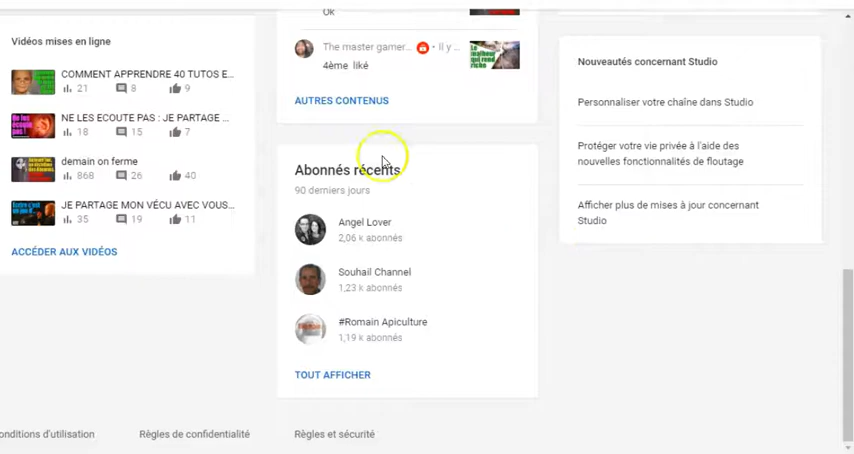 Vidéos mises en ligne
COMMENT APPRENDRE 40 TUTOS E...
21 8 9
NE LES ECOUTE PAS : JE PARTAGE ...
18 15 7
demain on ferme
868 26 40
JE PARTAGE MON VÉCU AVEC VOUS...
35 19 11
ACCÉDER AUX VIDÉOS
Ok
The master gamer... • Il y ...
4ème liké
AUTRES CONTENUS
Abonnés récents
90 derniers jours
Angel Lover
2,06 k abonnés
Souhail Channel
1,23 k abonnés
#Romain Apiculture
1,19 k abonnés
TOUT AFFICHER
Nouveautés concernant Studio
Personnaliser votre chaîne dans Studio
Protéger votre vie privée à l'aide des
nouvelles fonctionnalités de floutage
Afficher plus de mises à jour concernant
Studio
onditions d'utilisation
Règles de confidentialité
Règles et sécurité